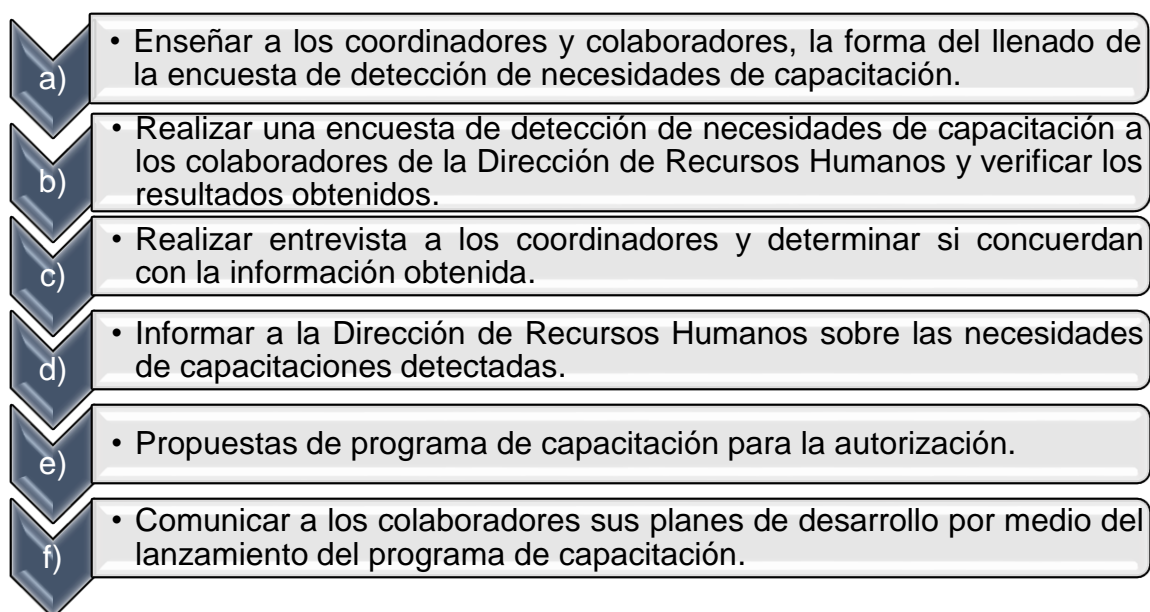 a)
• Enseñar a los coordinadores y colaboradores, la forma del llenado de
la encuesta de detección de necesidades de capacitación.
b)
• Realizar una encuesta de detección de necesidades de capacitación a
los colaboradores de la Dirección de Recursos Humanos y verificar los
resultados obtenidos.
c)
• Realizar entrevista a los coordinadores y determinar si concuerdan
con la información obtenida.
d)
• Informar a la Dirección de Recursos Humanos sobre las necesidades
de capacitaciones detectadas.
e)
• Propuestas de programa de capacitación para la autorización.
f)
• Comunicar a los colaboradores sus planes de desarrollo por medio del
lanzamiento del programa de capacitación.